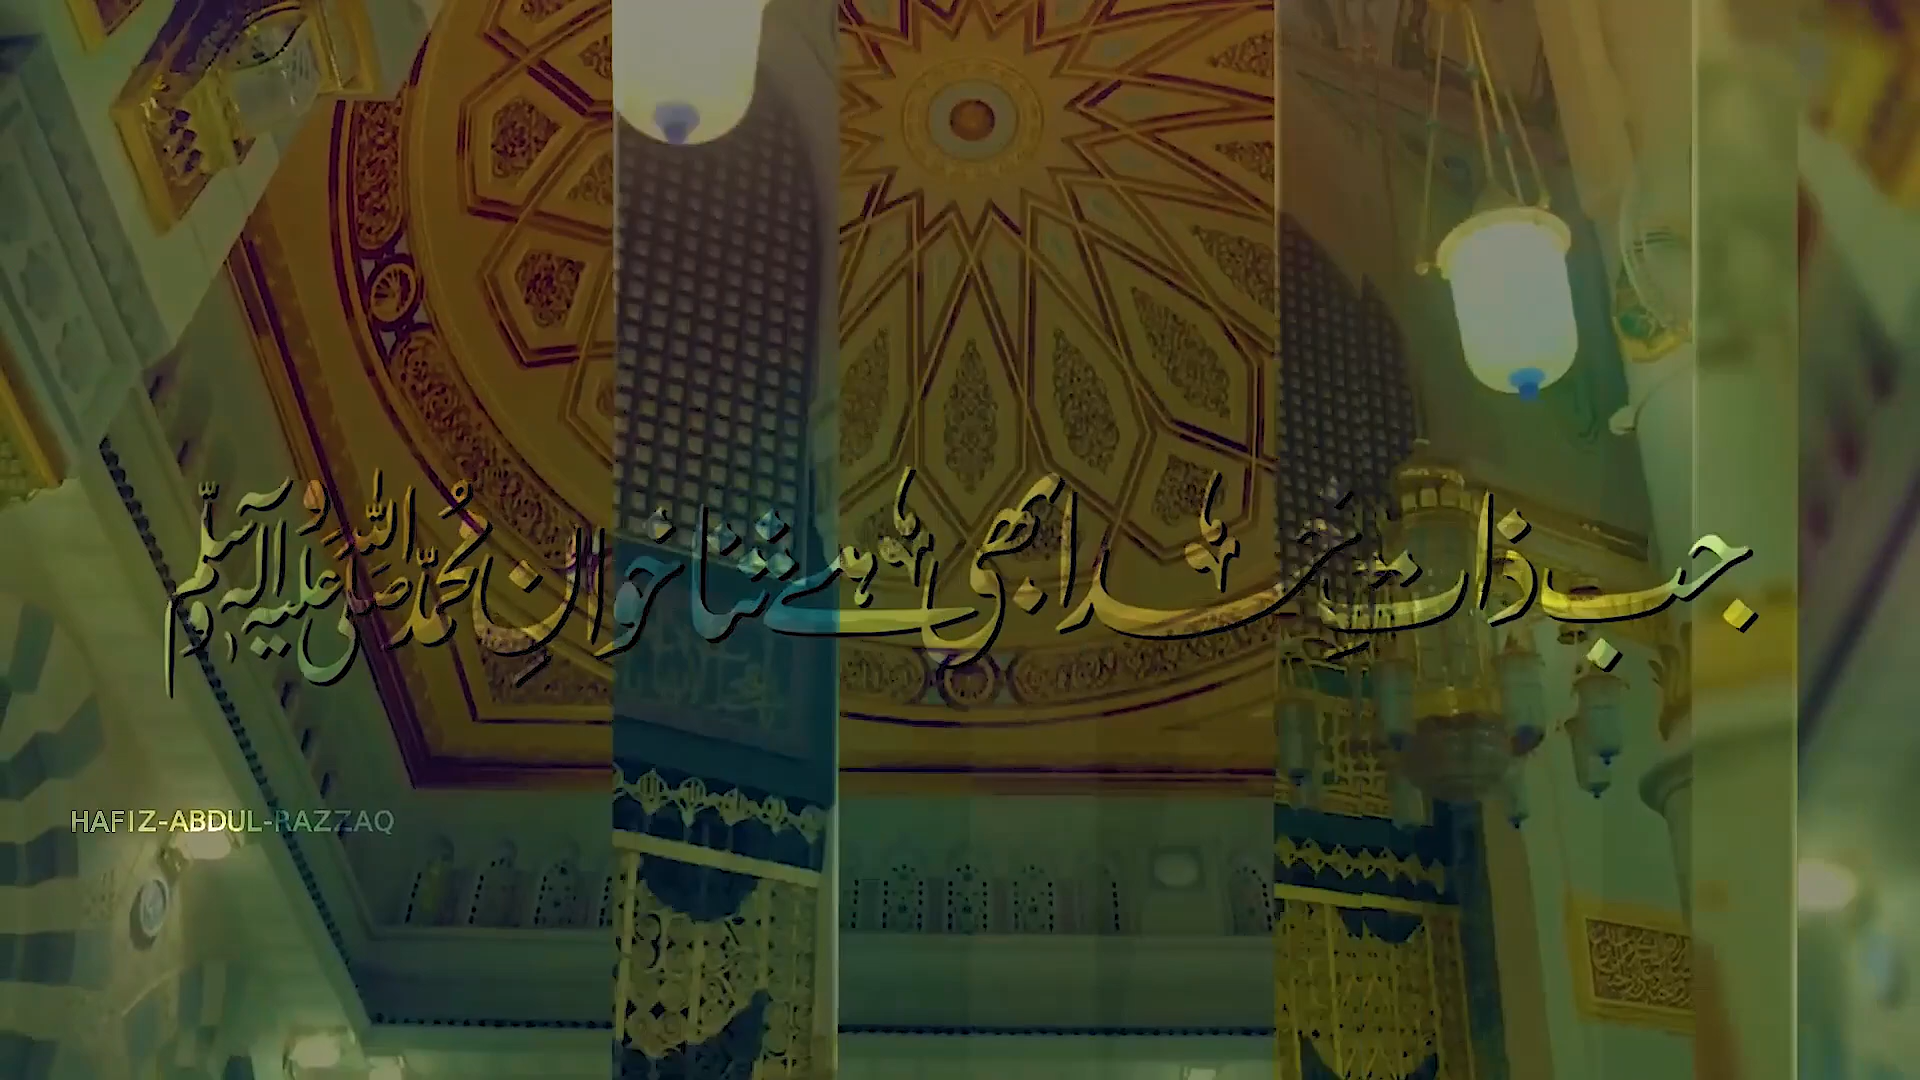 جب ذاتِ خدا بھی ہے ثنا خوانِ محمدّ صلی اللہ علیہ وآلہ وسلم
HAFIZ-ABDUL-RAZZAQ